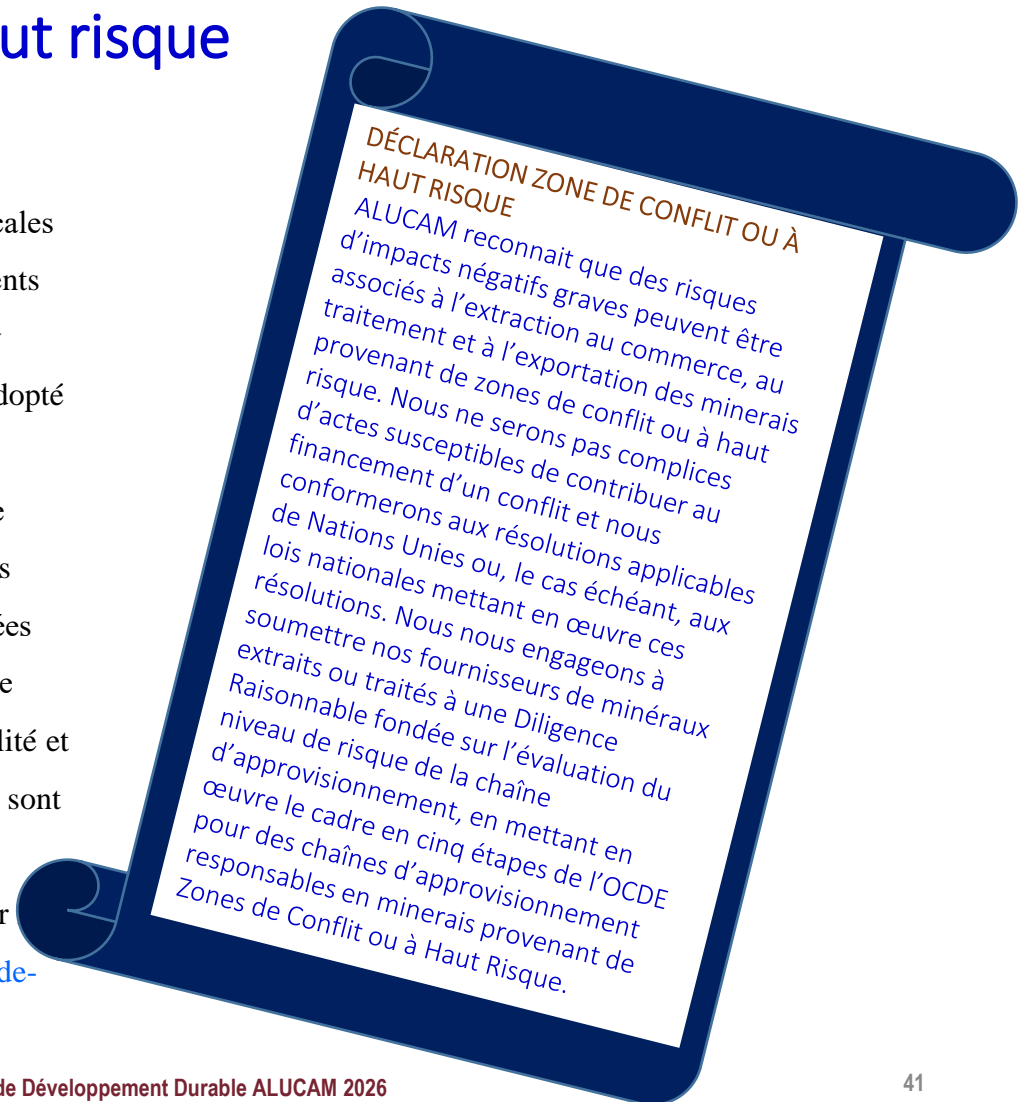 ut risque
cales
ents
dopté
e
s
ées
e
lité et
sont
r
de-
DÉCLARATION ZONE DE CONFLIT OU À
HAUT RISQUE
ALUCAM reconnait que des risques
d’impacts négatifs graves peuvent être
associés à l’extraction au commerce, au
traitement et à l’exportation des minerais
provenant de zones de conflit ou à haut
risque. Nous ne serons pas complices
d’actes susceptibles de contribuer au
financement d’un conflit et nous
conformerons aux résolutions applicables
de Nations Unies ou, le cas échéant, aux
lois nationales mettant en œuvre ces
résolutions. Nous nous engageons à
soumettre nos fournisseurs de minéraux
extraits ou traités à une Diligence
Raisonnable fondée sur l’évaluation du
niveau de risque de la chaîne
d’approvisionnement, en mettant en
œuvre le cadre en cinq étapes de l’OCDE
pour des chaînes d’approvisionnement
responsables en minerais provenant de
Zones de Conflit ou à Haut Risque.
de Développement Durable ALUCAM 2026
41